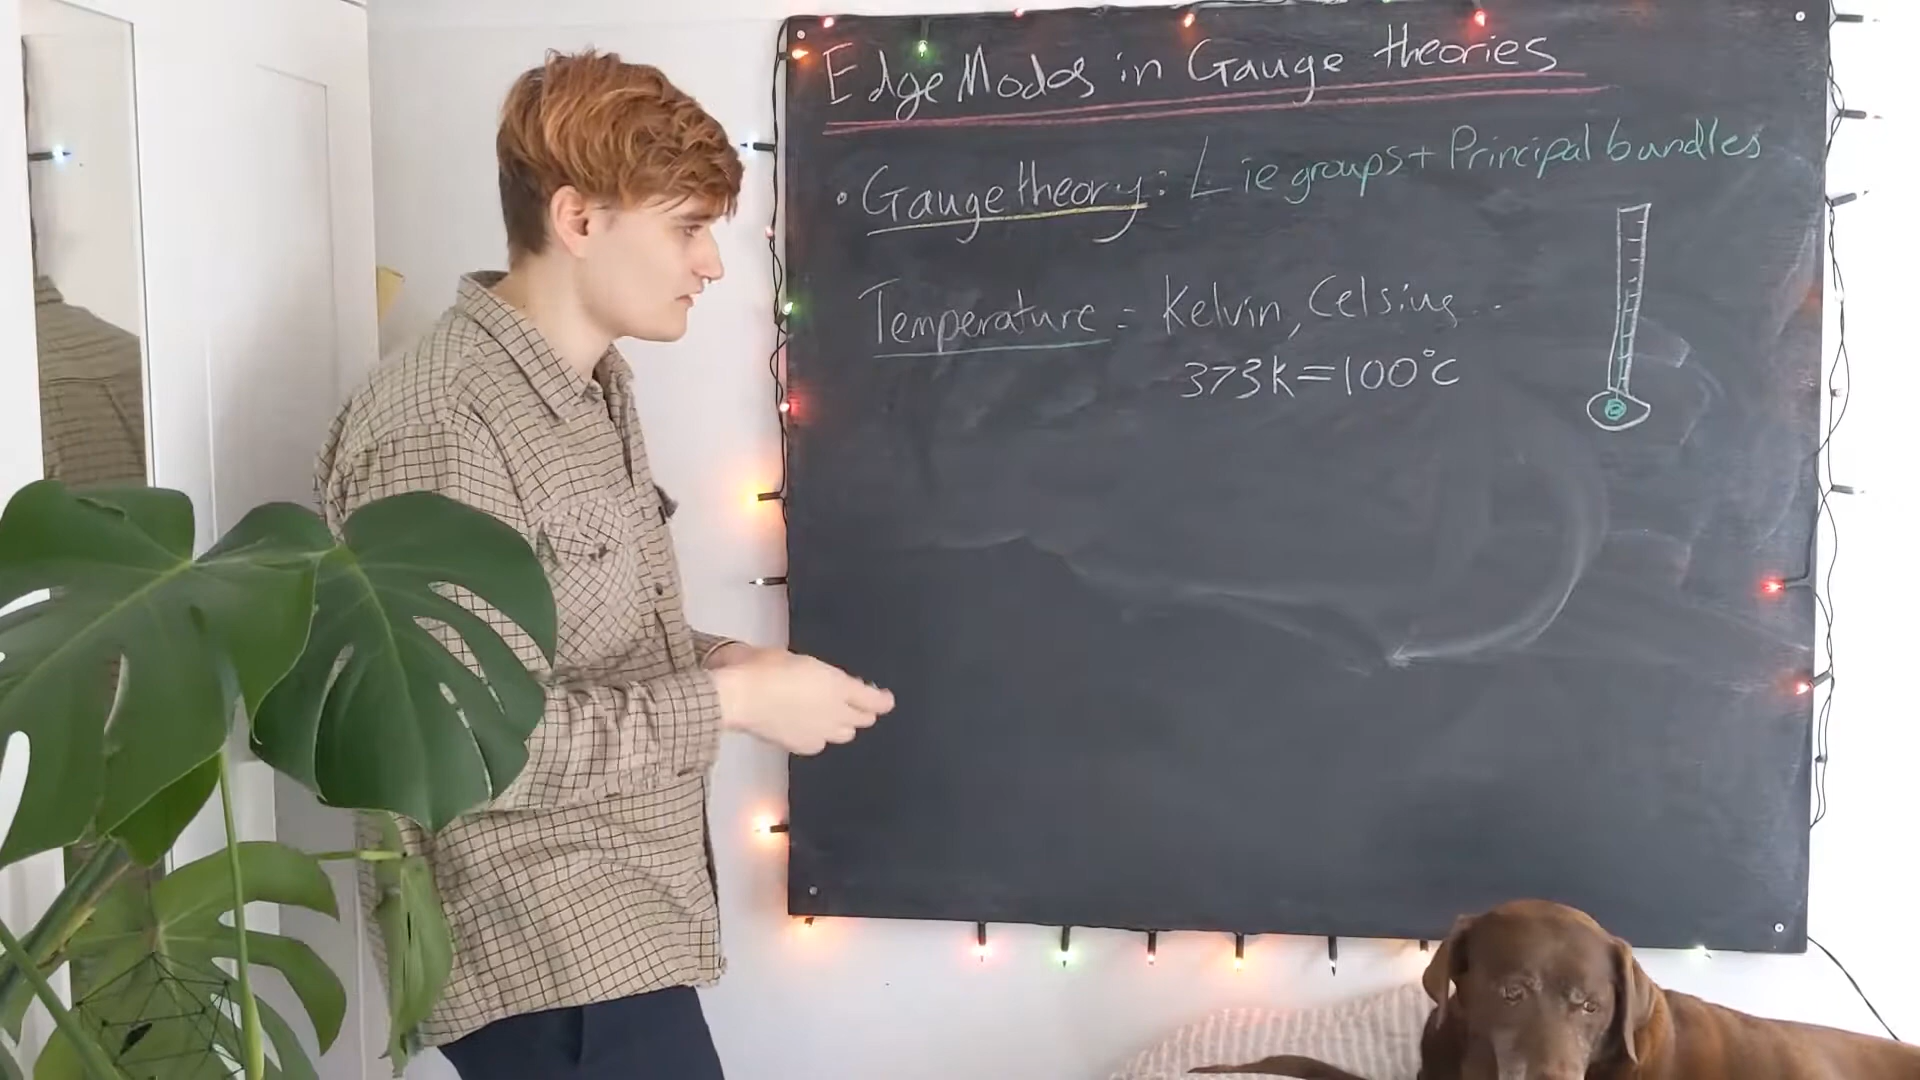 Edge Modes in Gauge theories
• Gauge theory: Lie groups + Principal bundles
Temperature = Kelvin, Celsius...
373K=100°C